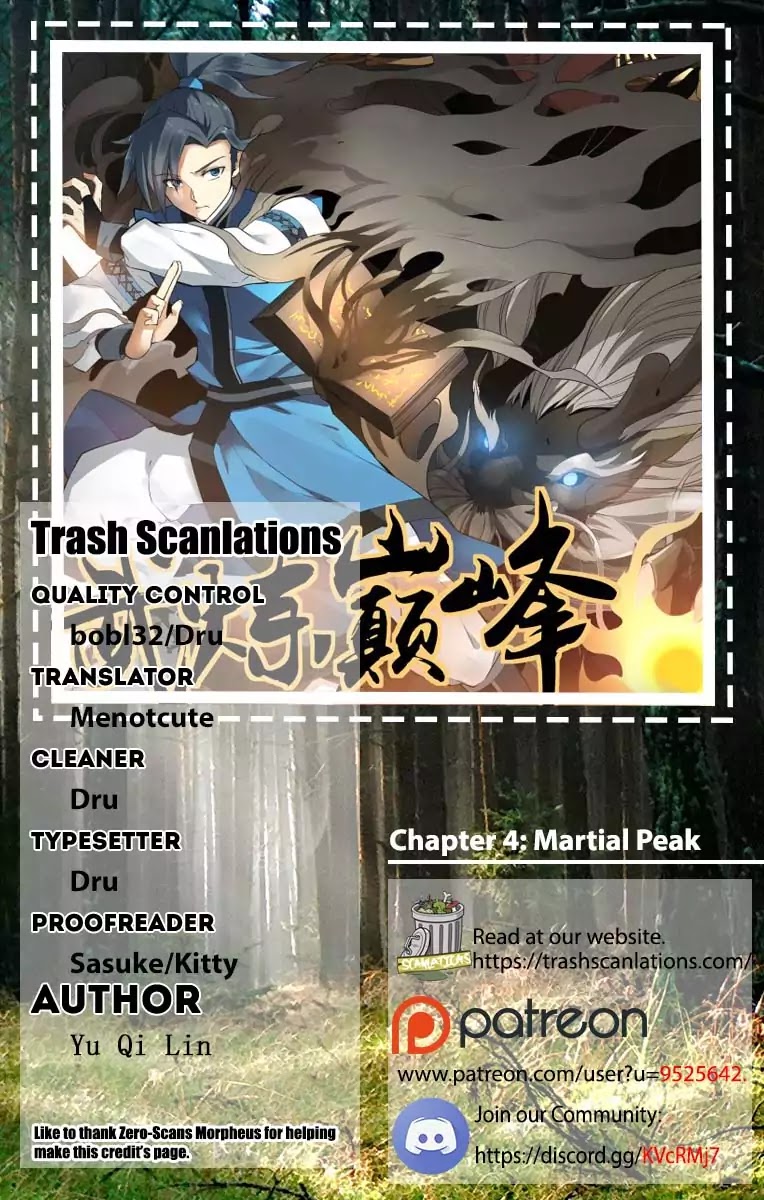 武炼巅峰
Trash Scanlations
QUALITY CONTROL
bobl32/Dru
TRANSLATOR
Menotcute
CLEANER
Dru
TYPESETTER
Dru
PROOFREADER
Sasuke/Kitty
AUTHOR
Yu Qi Lin
Like to thank Zero-Scans Morpheus for helping
make this credit's page.
Chapter 4: Martial Peak
SCANLATIONS
Read at our website.
https://trashscanlations.com/
patreon
www.patreon.com/user?u=9525642.
Join our Community:
https://discord.gg/KVcRMj7